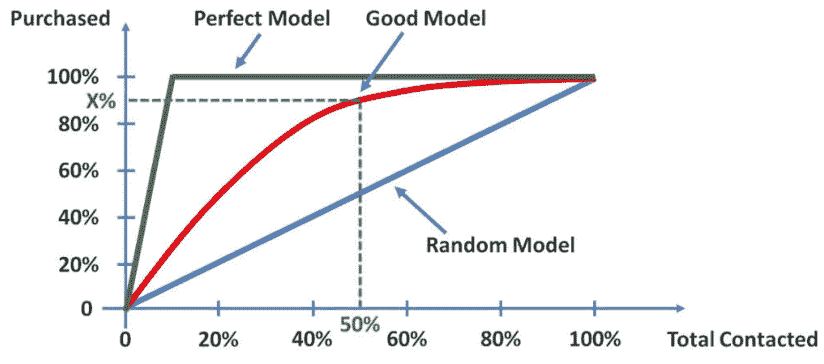 Purchased
Perfect Model
Good Model
100%
X%
80%
60%
40%
20%
0
Random Model
0
20%
40%
50%
60%
80%
100%
Total Contacted